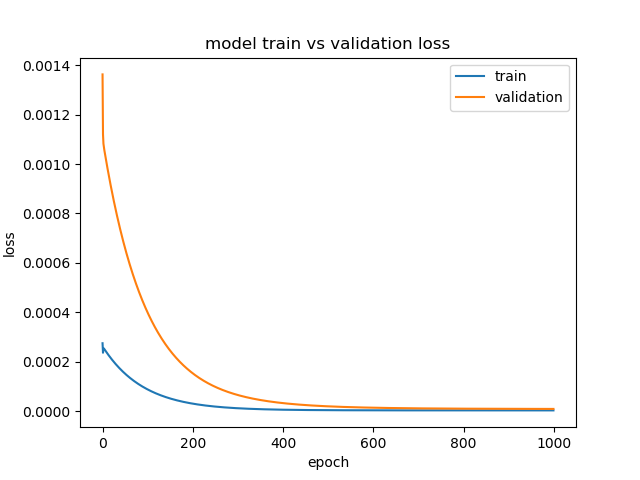 model train vs validation loss
train
validation
loss
0.0014
0.0012
0.0010
0.0008
0.0006
0.0004
0.0002
0.0000
0 200 400 600 800 1000
epoch